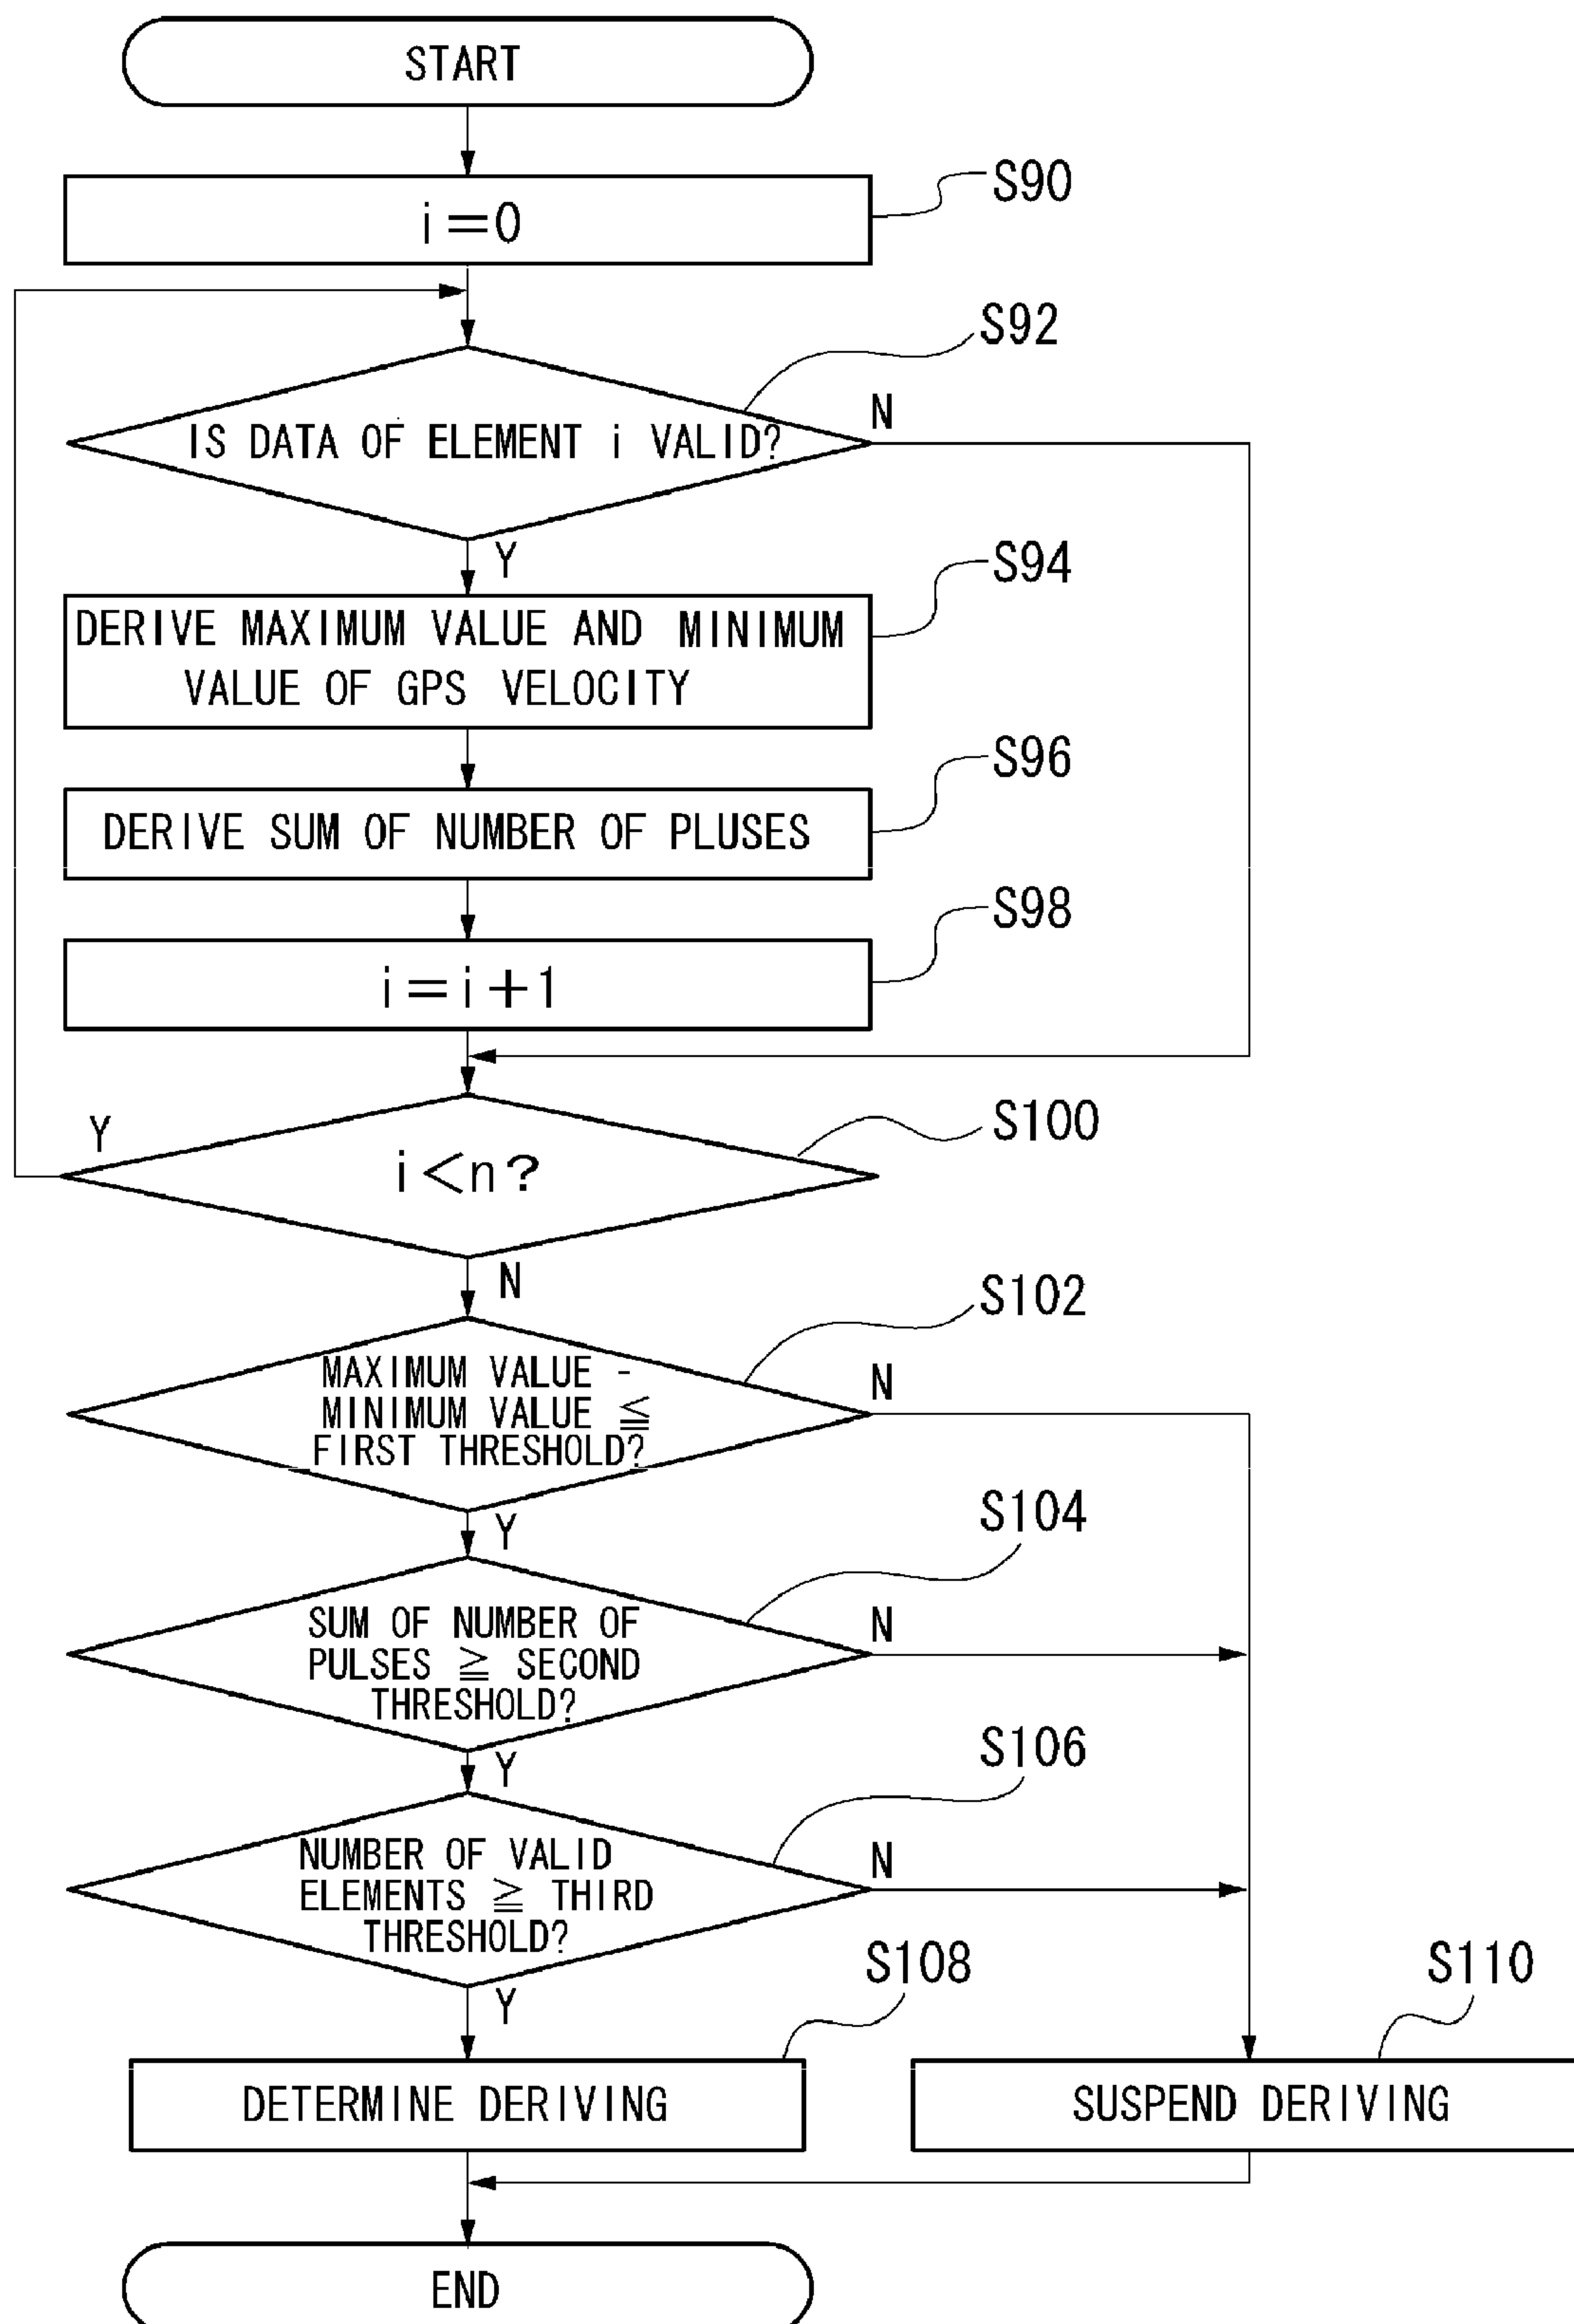 START
S90
i=0
S92
IS DATA OF ELEMENT i VALID?
N
Y
S94
DERIVE MAXIMUM VALUE AND MINIMUM
VALUE OF GPS VELOCITY
S96
DERIVE SUM OF NUMBER OF PLUSES
S98
i=i+1
S100
Y
i<n?
N
S102
MAXIMUM VALUE -
MINIMUM VALUE ≦
FIRST THRESHOLD?
N
Y
S104
SUM OF NUMBER OF
PULSES ≧ SECOND
THRESHOLD?
N
Y
S106
NUMBER OF VALID
ELEMENTS ≧ THIRD
THRESHOLD?
N
Y
S108
S110
DETERMINE DERIVING
SUSPEND DERIVING
END